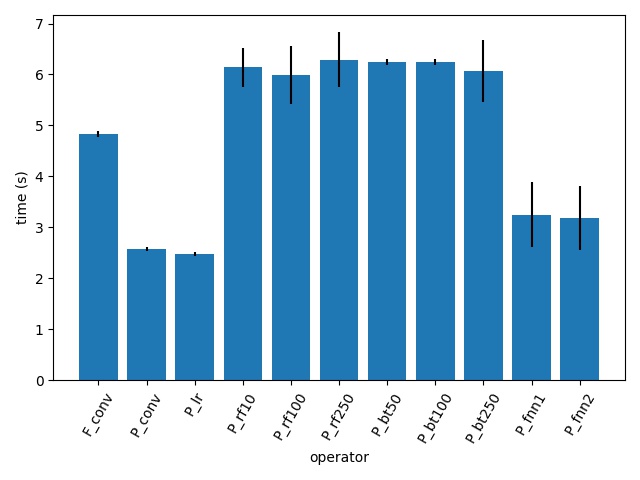 7
6
5
4
3
2
1
0
time (s)
F_conv
P_conv
P_lr
P_rf10
P_rf100
P_rf250
P_bt50
P_bt100
P_bt250
P_fnn1
P_fnn2
operator